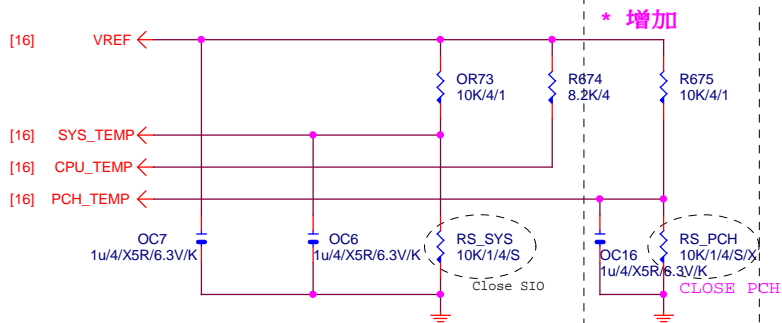 * 增加
[16] VREF
OR73
10K/4/1
R674
8.2K/4
R675
10K/4/1
[16] SYS_TEMP
[16] CPU_TEMP
[16] PCH_TEMP
OC7
1u/4/X5R/6.3V/K
OC6
1u/4/X5R/6.3V/K
RS_SYS
10K/1/4/S
Close SIO
OC16
1u/4/X5R/6.3V/K
RS_PCH
10K/1/4/S/X
CLOSE PCH